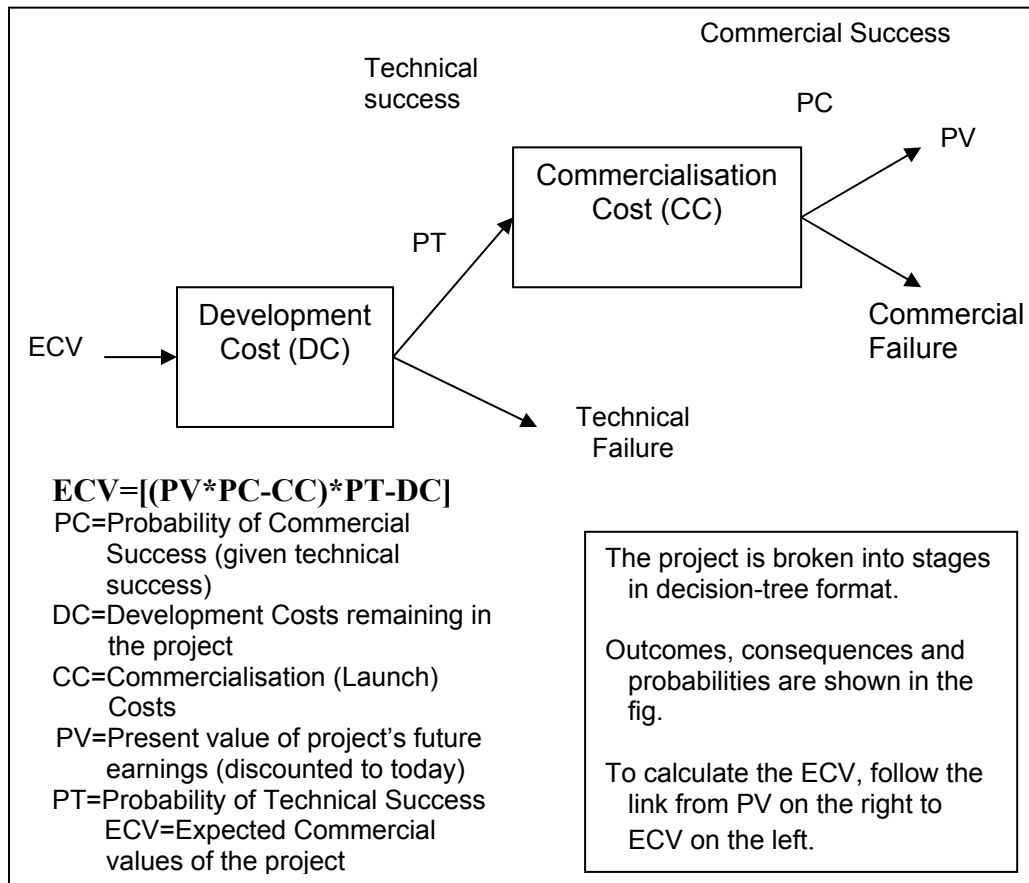 Commercial Success
Technical
success
PC
PV
Commercialisation
Cost (CC)
PT
Commercial
Failure
Development
Cost (DC)
ECV
Technical
Failure
ECV=[(PV*PC-CC)*PT-DC]
PC=Probability of Commercial
Success (given technical
success)
DC=Development Costs remaining in
the project
CC=Commercialisation (Launch)
Costs
PV=Present value of project's future
earnings (discounted to today)
PT=Probability of Technical Success
ECV=Expected Commercial
values of the project
The project is broken into stages
in decision-tree format.
Outcomes, consequences and
probabilities are shown in the
fig.
To calculate the ECV, follow the
link from PV on the right to
ECV on the left.